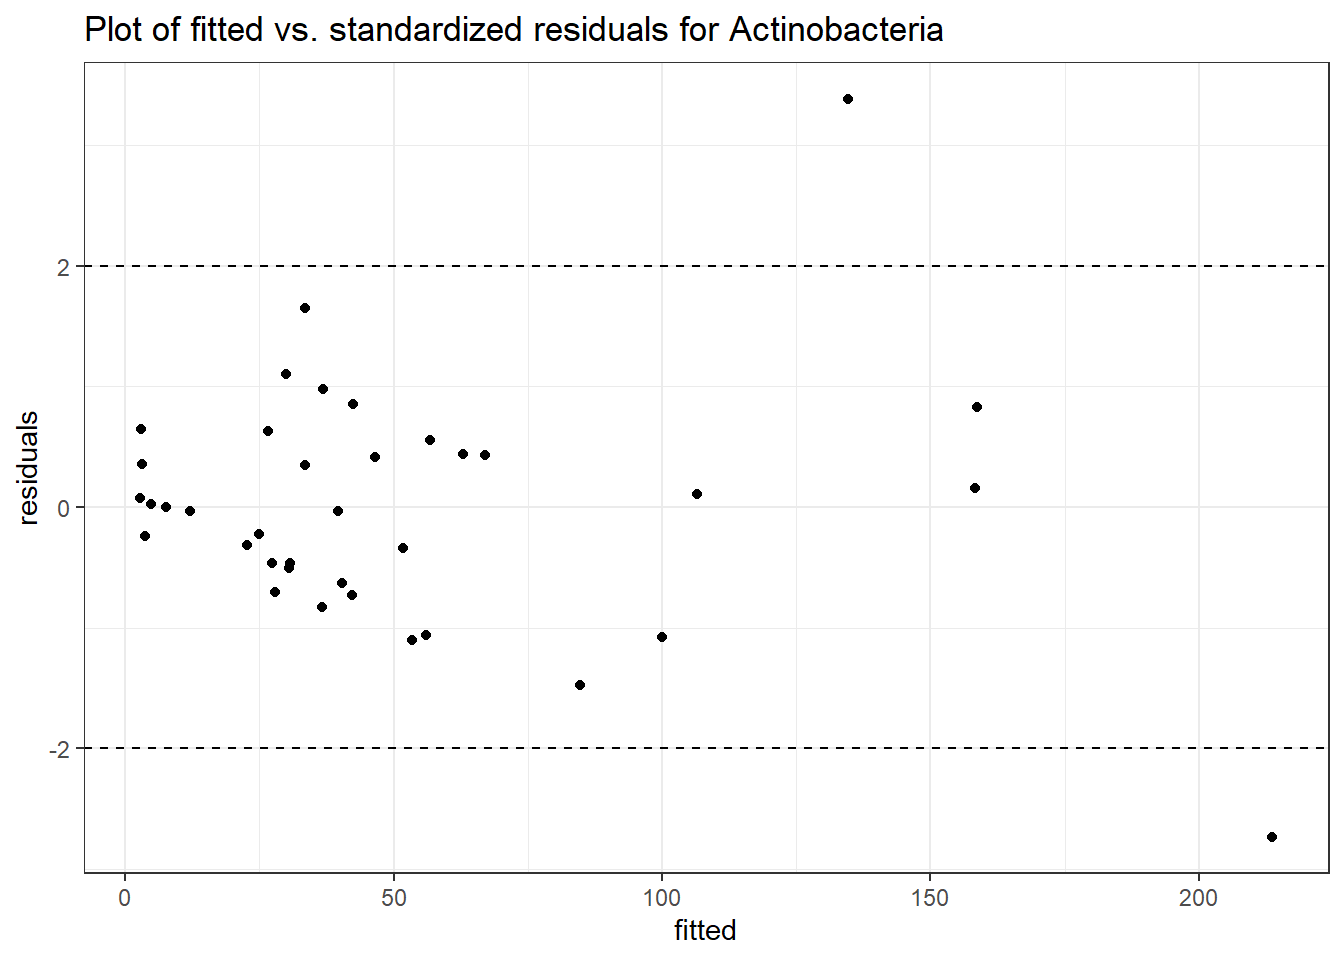 Plot of fitted vs. standardized residuals for Actinobacteria
residuals
2
0
-2
0 50 100 150 200
fitted